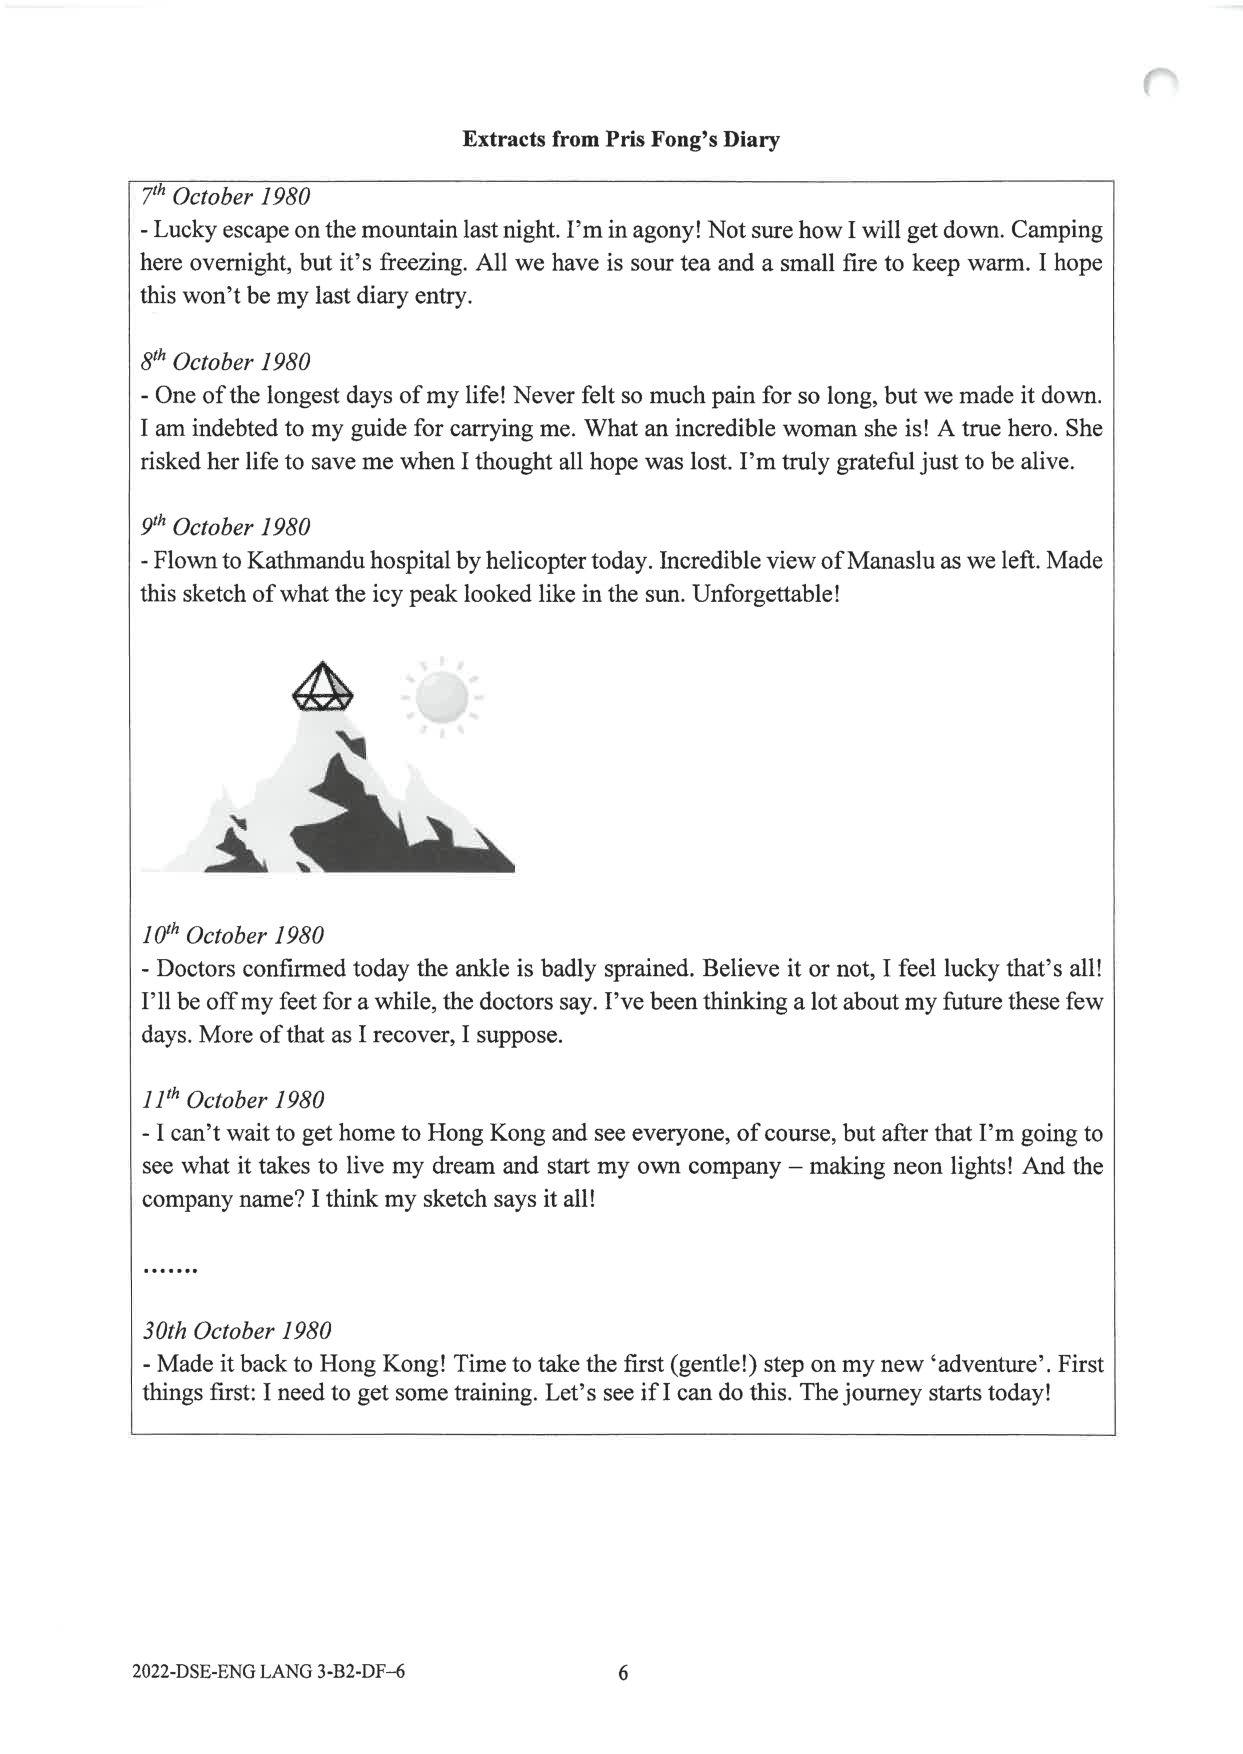 Extracts from Pris Fong's Diary
7th October 1980
- Lucky escape on the mountain last night. I'm in agony! Not sure how I will get down. Camping
here overnight, but it's freezing. All we have is sour tea and a small fire to keep warm. I hope
this won't be my last diary entry.
8th October 1980
- One of the longest days of my life! Never felt so much pain for so long, but we made it down.
I am indebted to my guide for carrying me. What an incredible woman she is! A true hero. She
risked her life to save me when I thought all hope was lost. I'm truly grateful just to be alive.
9th October 1980
- Flown to Kathmandu hospital by helicopter today. Incredible view of Manaslu as we left. Made
this sketch of what the icy peak looked like in the sun. Unforgettable!
10th October 1980
- Doctors confirmed today the ankle is badly sprained. Believe it or not, I feel lucky that's all!
I'll be off my feet for a while, the doctors say. I've been thinking a lot about my future these few
days. More of that as I recover, I suppose.
11th October 1980
- I can't wait to get home to Hong Kong and see everyone, of course, but after that I'm going to
see what it takes to live my dream and start my own company – making neon lights! And the
company name? I think my sketch says it all!
.......
30th October 1980
- Made it back to Hong Kong! Time to take the first (gentle!) step on my new 'adventure'. First
things first: I need to get some training. Let's see if I can do this. The journey starts today!
2022-DSE-ENG LANG 3-B2-DF–6
6